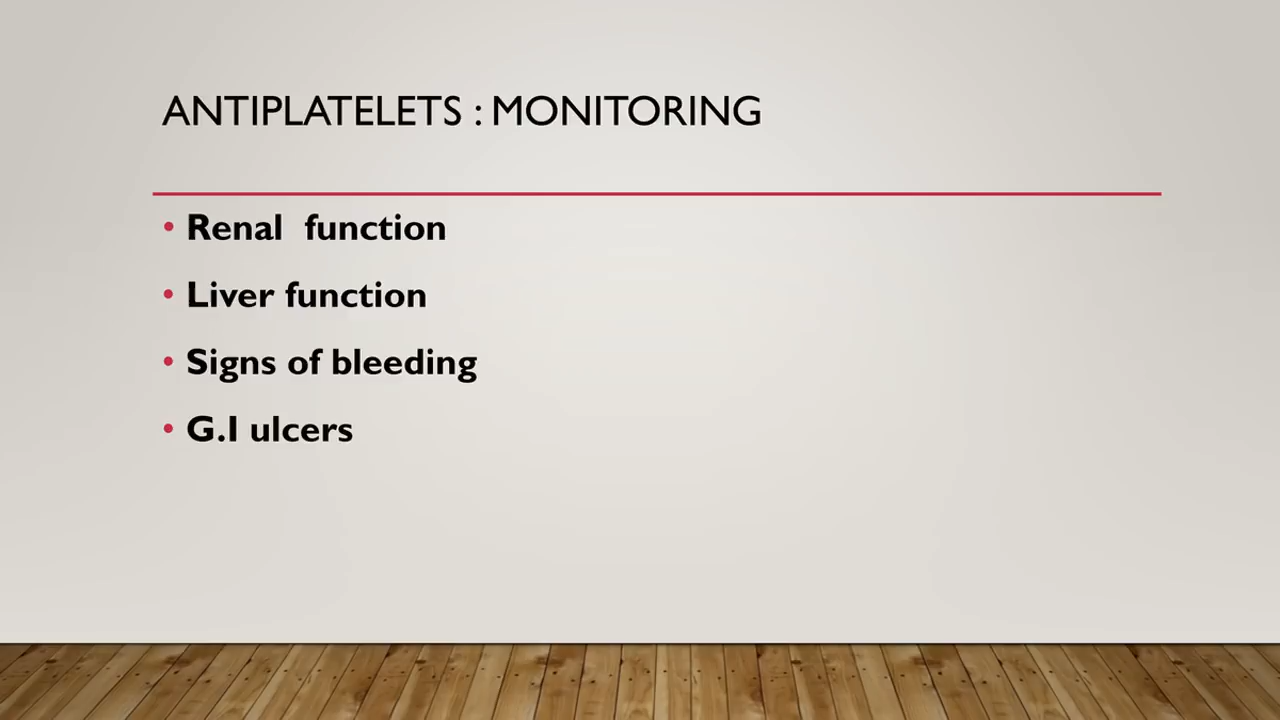 ANTIPLATELETS : MONITORING
• Renal  function
• Liver function
• Signs of bleeding
• G.I ulcers